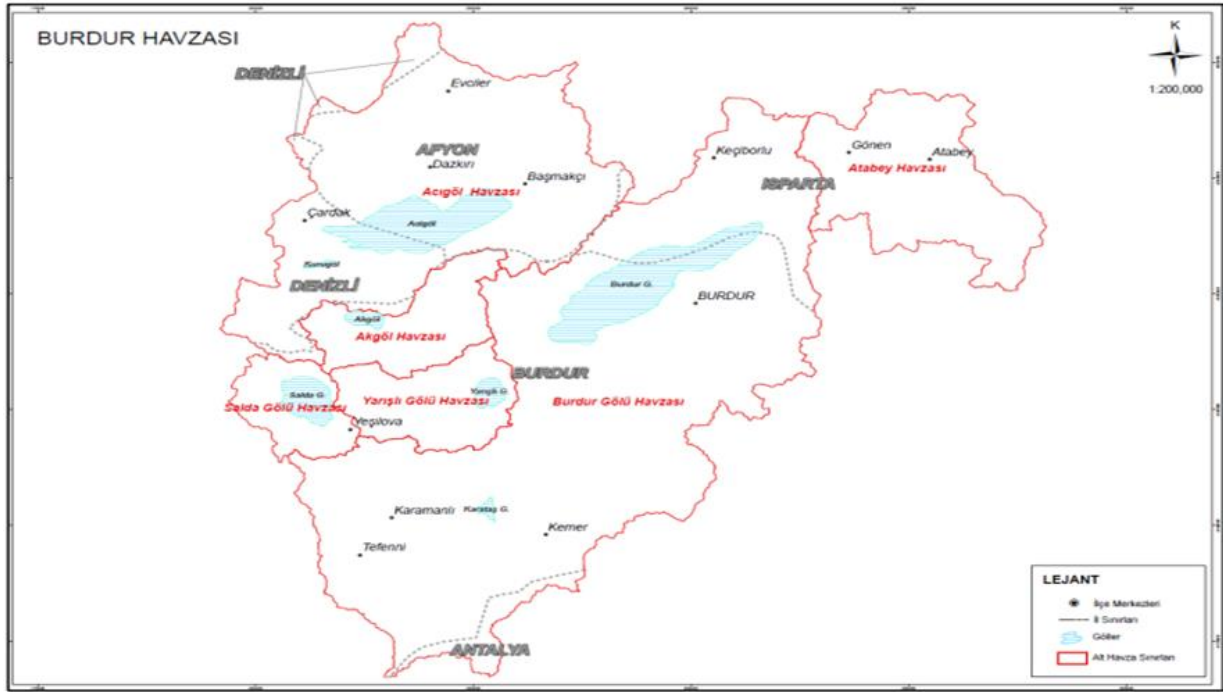 BURDUR HAVZASI
K
1:200,000
DENİZLİ
Evciler
AFYON
Dazkırı
Başmakçı
Acıgöl Havzası
Acıgöl
Çardak
DENİZLİ
Keçiborlu
Gönen
Atabey
Atabey Havzası
ISPARTA
Burdur G.
BURDUR
Akgöl
Akgöl Havzası
BURDUR
Salda G.
Salda Gölü Havzası
Yarışlı G.
Yarışlı Gölü Havzası
Burdur Gölü Havzası
Yeşilova
Karamanlı
Karataş G.
Kemer
Tefenni
ANTALYA
LEJANT
İlçe Merkezleri
İl Sınırları
Göller
Alt Havza Sınırları